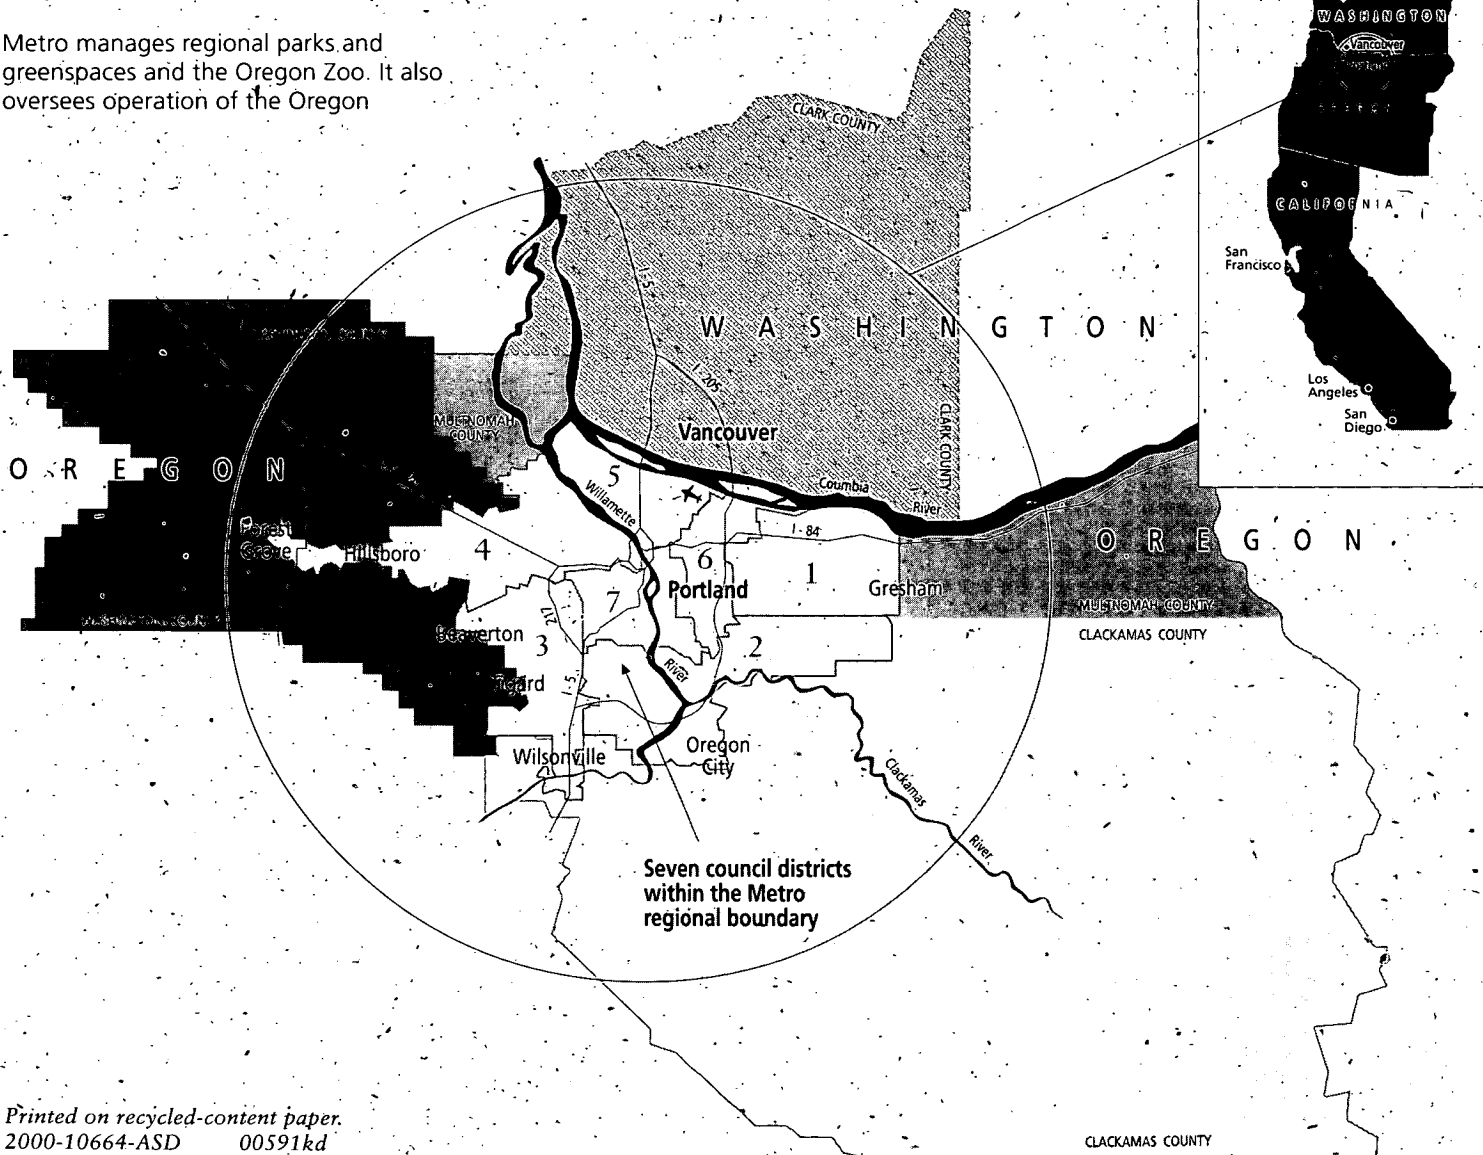 Metro manages regional parks and
greenspaces and the Oregon Zoo. It also
oversees operation of the Oregon
WASHINGTON
Vancouver
CALIFORNIA
San
Francisco
Los
Angeles
San
Diego
CLARK COUNTY
I-5
WASHINGTON
I-205
MULTNOMAH
COUNTY
Vancouver
CLARK COUNTY
OREGON
5
Willamette
Coumbia
River
I-84
OREGON
Forest
Grove
Hillsboro
4
6
1
Portland
Gresham
7
217
MULTNOMAH COUNTY
CLACKAMAS COUNTY
Beaverton
3
2
River
I-5
Wilsonville
Oregon
City
Clackamas
River
Seven council districts
within the Metro
regional boundary
Printed on recycled-content paper.
2000-10664-ASD 00591kd
CLACKAMAS COUNTY